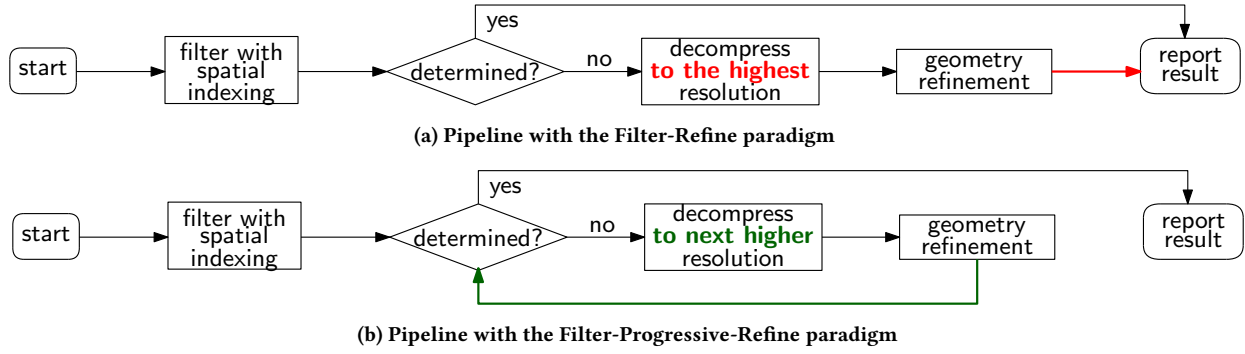 start
filter with
spatial
indexing
determined?
yes
no
decompress
to the highest
resolution
geometry
refinement
report
result
(a) Pipeline with the Filter-Refine paradigm
start
filter with
spatial
indexing
determined?
yes
no
decompress
to next higher
resolution
geometry
refinement
report
result
(b) Pipeline with the Filter-Progressive-Refine paradigm